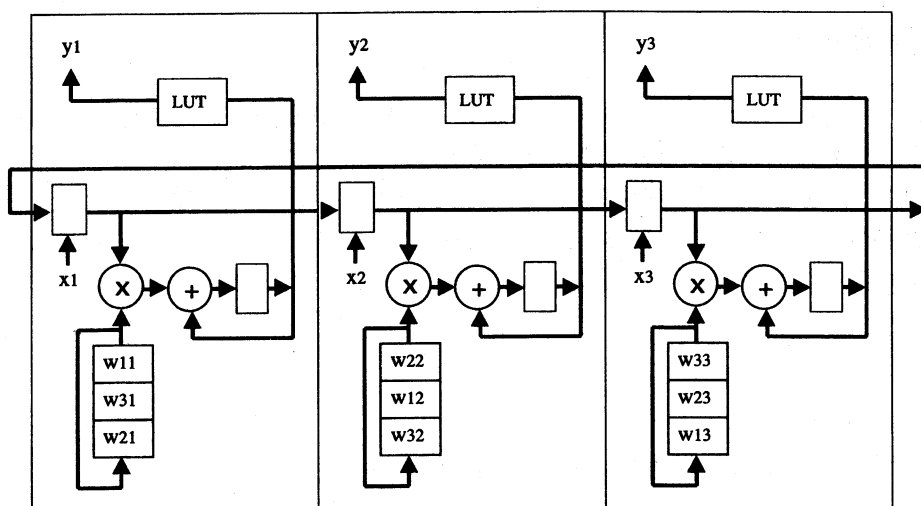 y1 y2 y3
LUT LUT LUT
x1 x2 x3
X + X + X +
w11 w22 w33
w31 w12 w23
w21 w32 w13